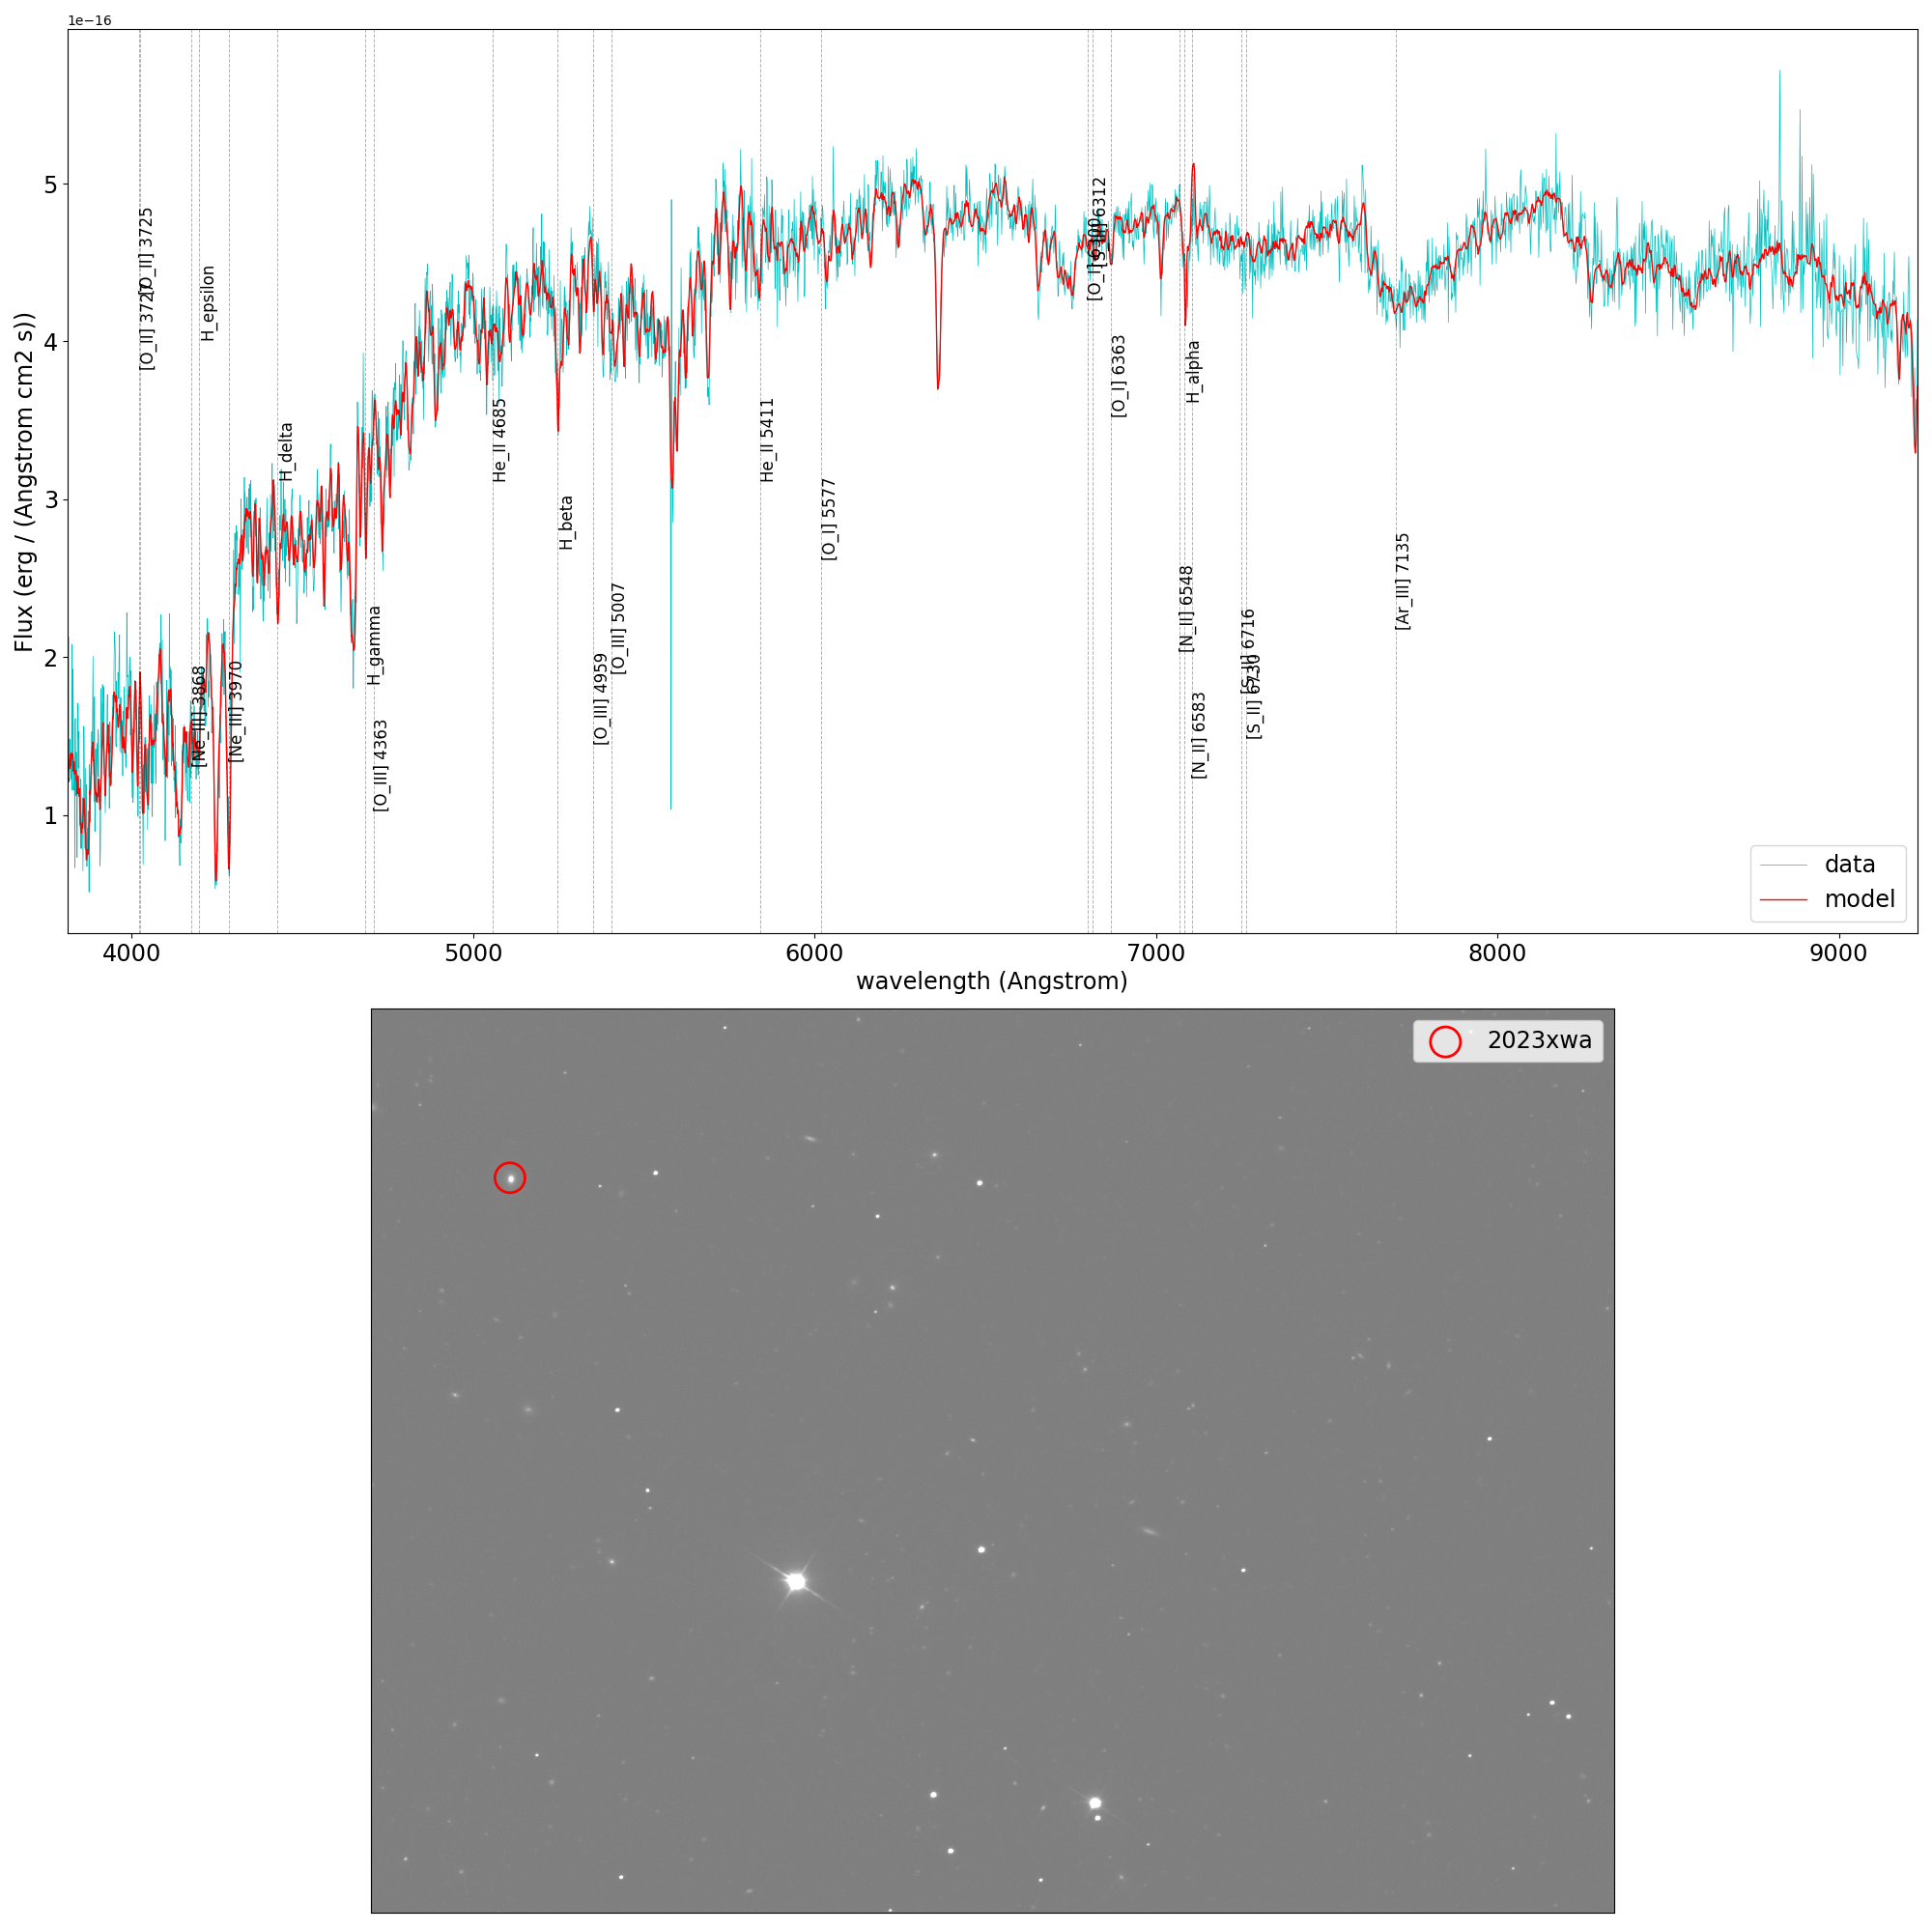 1e−16
Flux (erg / (Angstrom cm2 s))
5
4
3
2
1
[O_II] 3725
[O_II] 3727
H_epsilon
[Ne_III] 3868
[Ne_III] 3970
H_delta
H_gamma
[O_III] 4363
He_II 4685
H_beta
[O_III] 4959
[O_III] 5007
He_II 5411
[O_I] 5577
[O_I] 6300
[S_III] 6312
[O_I] 6363
[N_II] 6548
H_alpha
[N_II] 6583
[S_II] 6716
[S_II] 6730
[Ar_III] 7135
data
model
4000 5000 6000 7000 8000 9000
wavelength (Angstrom)
2023xwa